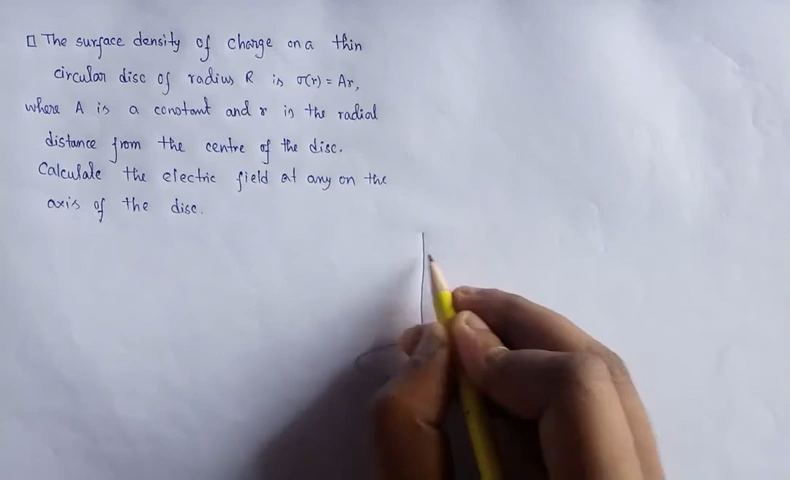 □ The surface density of charge on a thin
circular disc of radius R is σ(r) = Ar,
where A is a constant and r is the radial
distance from the centre of the disc.
Calculate the electric field at any on the
axis of the disc.